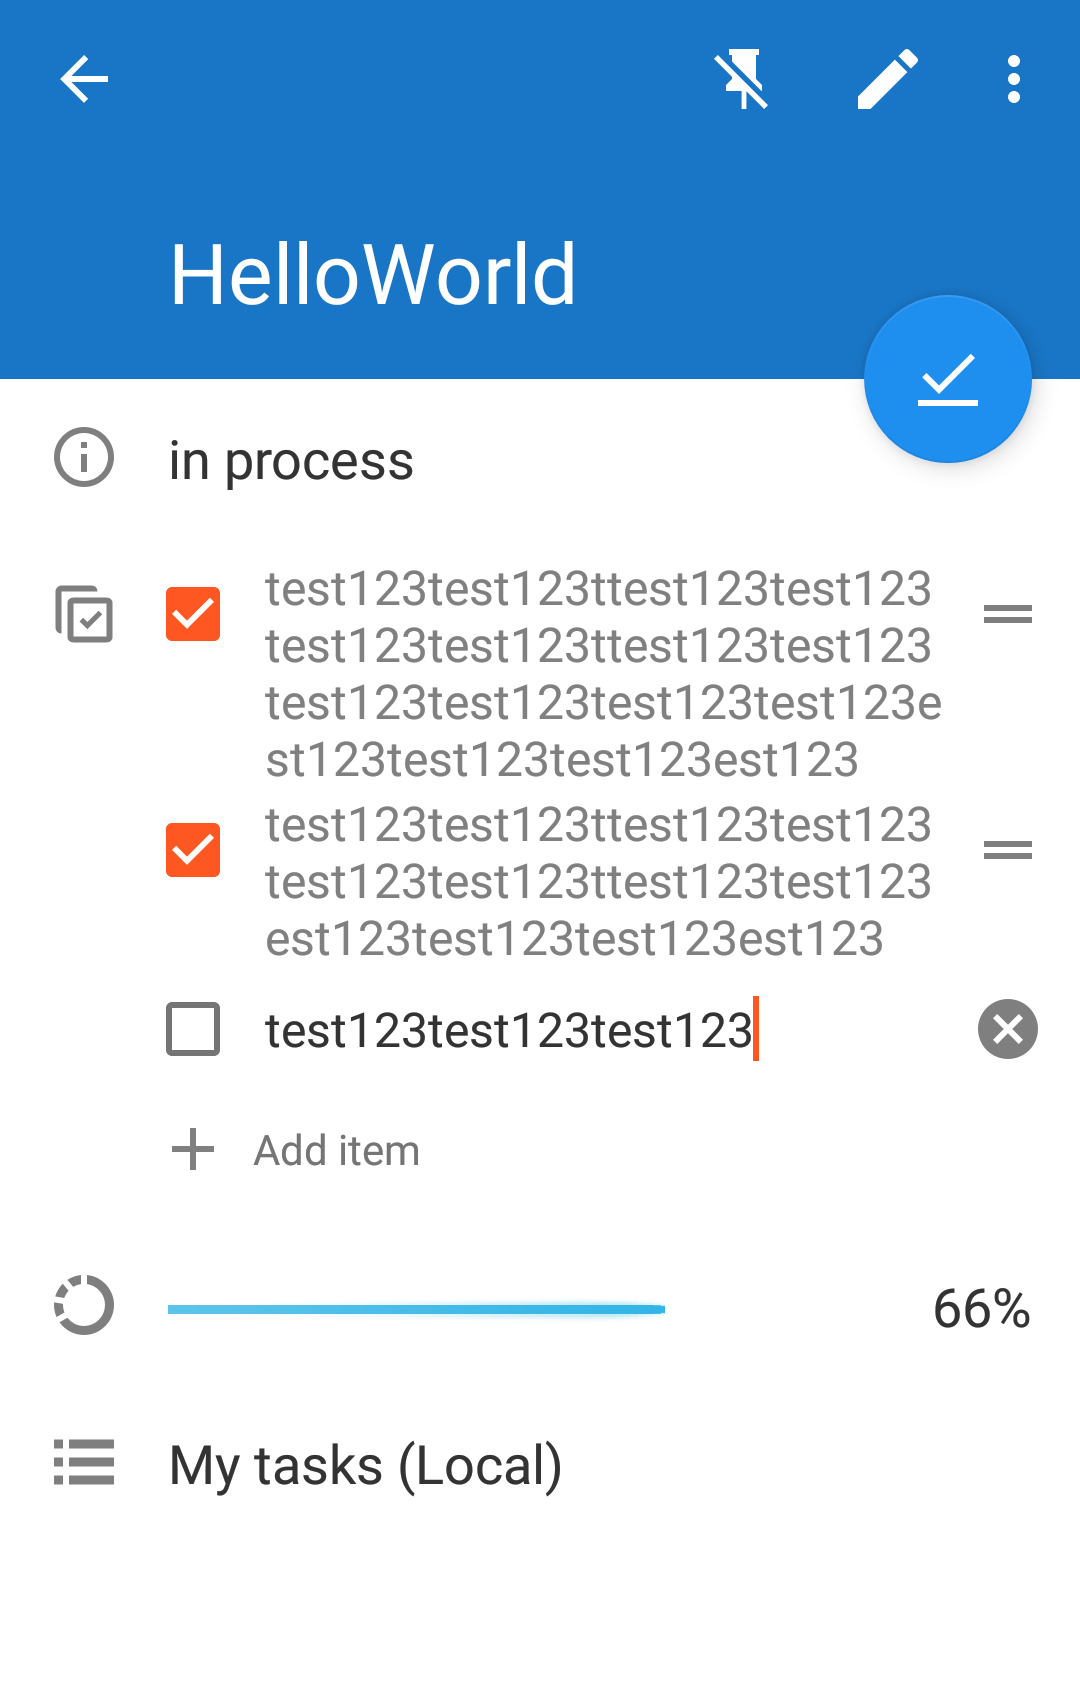 HelloWorld
in process
test123test123ttest123test123
test123test123ttest123test123
test123test123test123test123e
st123test123test123est123
test123test123ttest123test123
test123test123ttest123test123
est123test123test123est123
test123test123test123
Add item
66%
My tasks (Local)